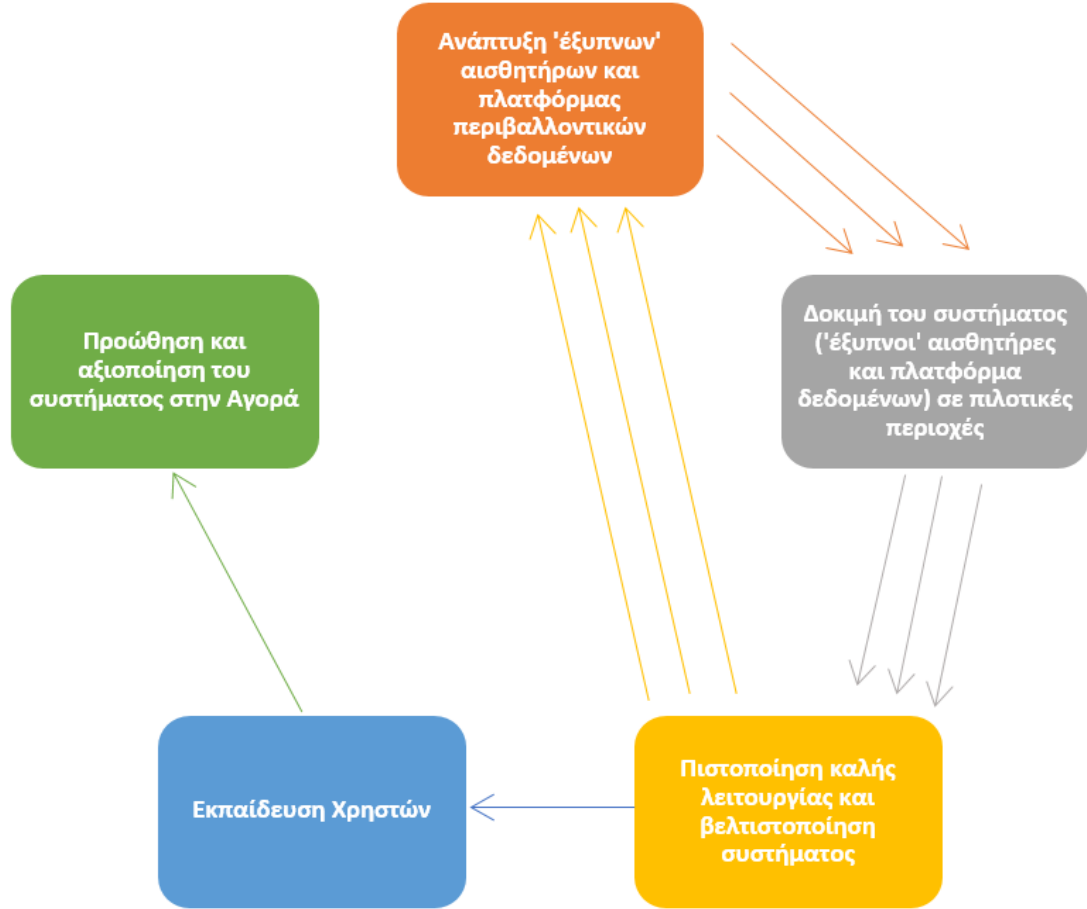 Ανάπτυξη 'έξυπνων'
αισθητήρων και
πλατφόρμας
περιβαλλοντικών
δεδομένων
Προώθηση και
αξιοποίηση του
συστήματος στην Αγορά
Δοκιμή του συστήματος
('έξυπνοι' αισθητήρες
και πλατφόρμα
δεδομένων) σε πιλοτικές
περιοχές
Εκπαίδευση Χρηστών
Πιστοποίηση καλής
λειτουργίας και
βελτιστοποίηση
συστήματος